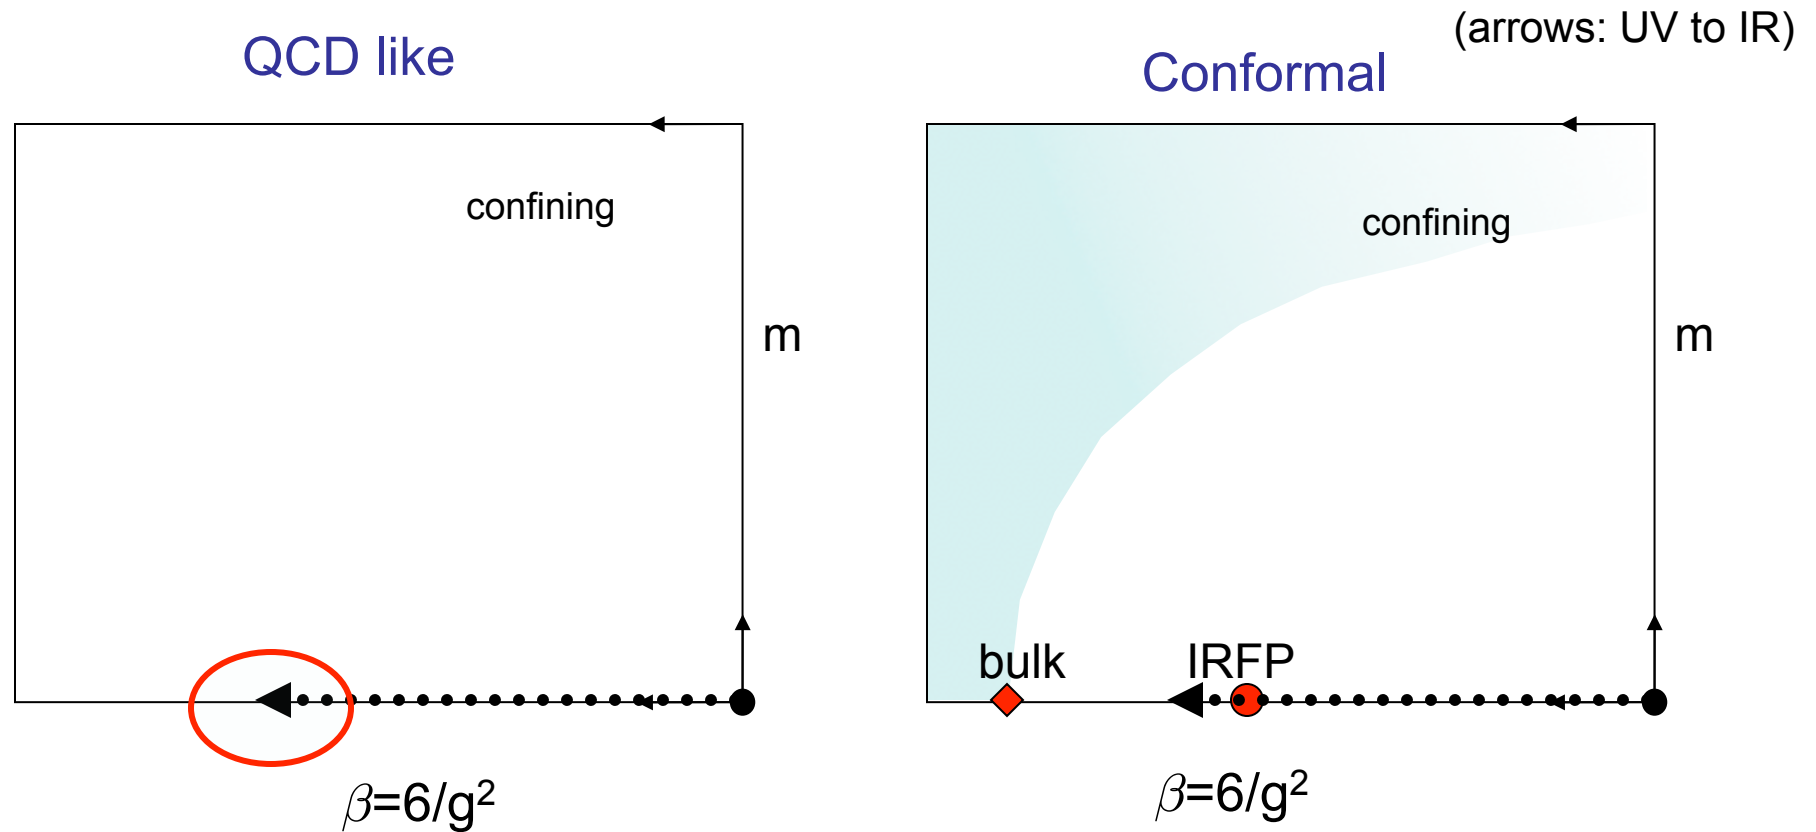 (arrows: UV to IR)
QCD like
Conformal
confining
confining
m
m
bulk
IRFP
β=6/g²
β=6/g²